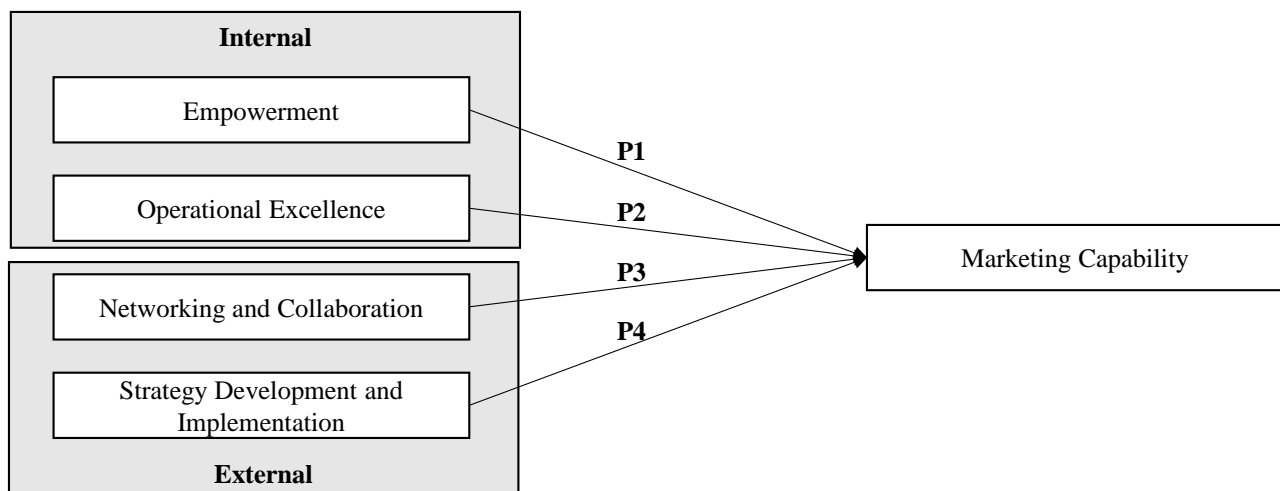 Internal
Empowerment
P1
Operational Excellence
P2
Marketing Capability
Networking and Collaboration
P3
P4
Strategy Development and
Implementation
External